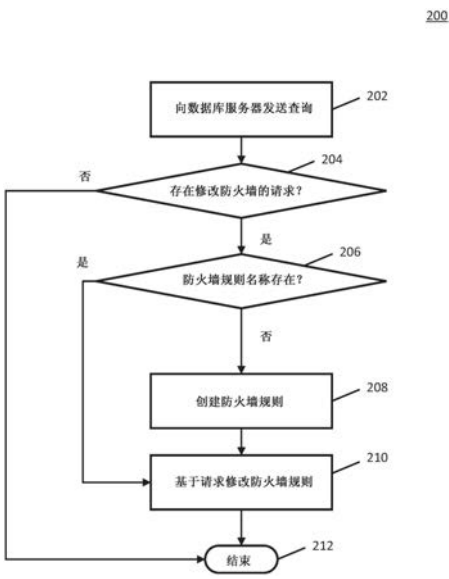 200
向数据库服务器发送查询
202
204
否
存在修改防火墙的请求?
是
206
是
防火墙规则名称存在?
否
创建防火墙规则
208
210
基于请求修改防火墙规则
结束
212